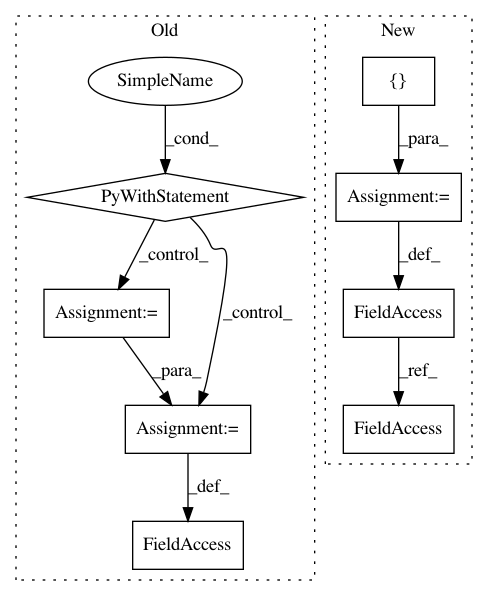 Old
SimpleName
_cond_
PyWithStatement
_control_
_control_
Assignment:=
_para_
Assignment:=
_def_
FieldAccess
New
{}
_para_
Assignment:=
_def_
FieldAccess
_ref_
FieldAccess